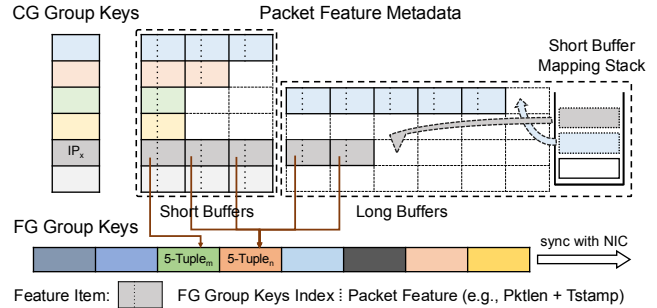 CG Group Keys
Packet Feature Metadata
Short Buffer
Mapping Stack
IPx
Short Buffers
Long Buffers
FG Group Keys
5-Tuplem
5-Tuplen
sync with NIC
Feature Item:
FG Group Keys Index ⋮ Packet Feature (e.g., Pktlen + Tstamp)